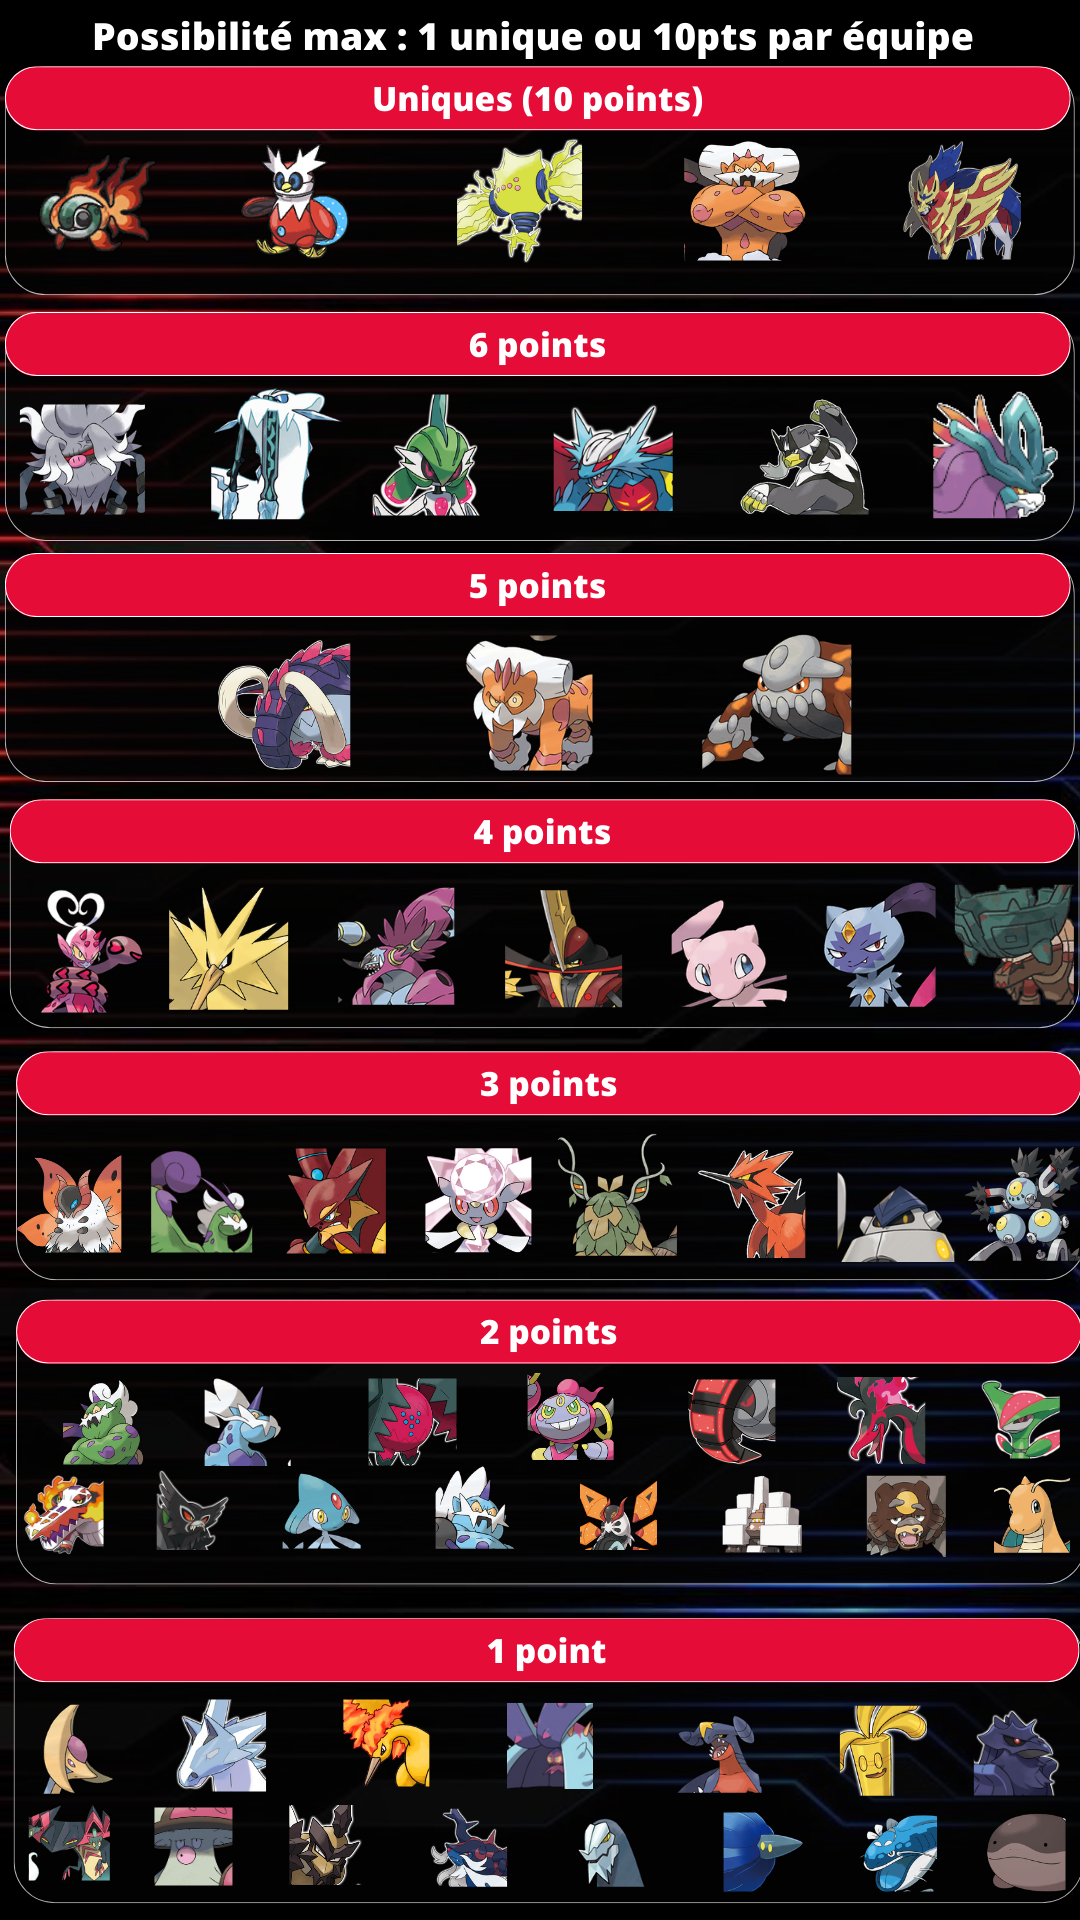 Possibilité max : 1 unique ou 10pts par équipe
Uniques (10 points)
6 points
5 points
4 points
3 points
2 points
1 point